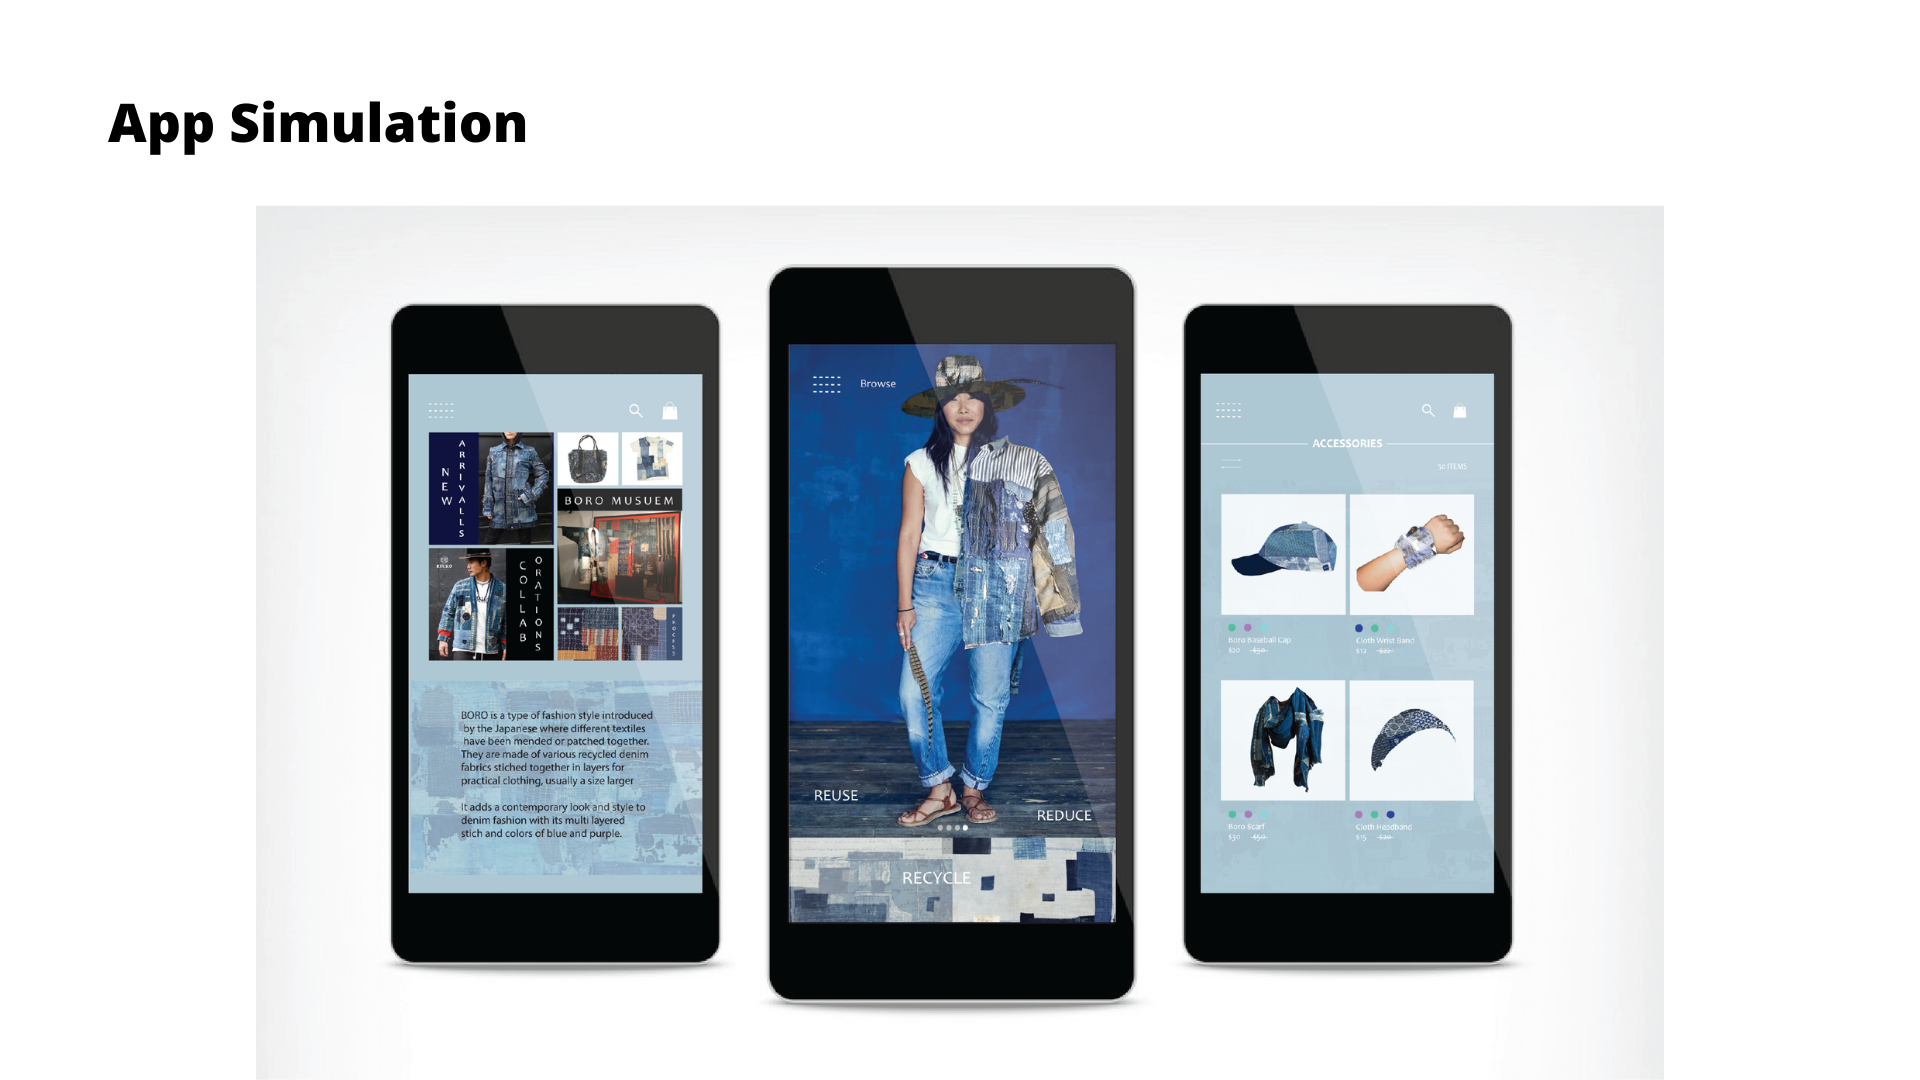 App Simulation
NEW
ARRIVALLS
BORO MUSUEM
COLLAB
ORATIONS
PROCESS
BORO is a type of fashion style introduced
by the Japanese where different textiles
have been mended or patched together.
They are made of various recycled denim
fabrics stiched together in layers for
practical clothing, usually a size larger
It adds a contemporary look and style to
denim fashion with its multi layered
stich and colors of blue and purple.
Browse
REUSE
REDUCE
RECYCLE
ACCESSORIES
50 ITEMS
Boro Baseball Cap
$20 $30
Cloth Wrist Band
$12 $22
Boro Scarf
$30 $50
Cloth Headband
$15 $20